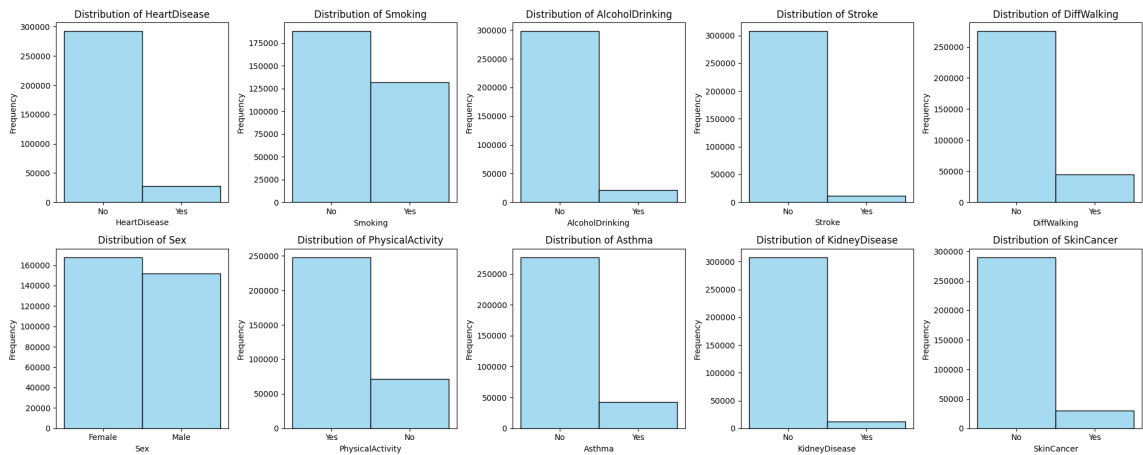 Distribution of HeartDisease
300000
250000
200000
150000
100000
50000
0
Frequency
No Yes
HeartDisease
Distribution of Smoking
175000
150000
125000
100000
75000
50000
25000
0
Frequency
No Yes
Smoking
Distribution of AlcoholDrinking
300000
250000
200000
150000
100000
50000
0
Frequency
No Yes
AlcoholDrinking
Distribution of Stroke
300000
250000
200000
150000
100000
50000
0
Frequency
No Yes
Stroke
Distribution of DiffWalking
250000
200000
150000
100000
50000
0
Frequency
No Yes
DiffWalking
Distribution of Sex
160000
140000
120000
100000
80000
60000
40000
20000
0
Frequency
Female Male
Sex
Distribution of PhysicalActivity
250000
200000
150000
100000
50000
0
Frequency
Yes No
PhysicalActivity
Distribution of Asthma
250000
200000
150000
100000
50000
0
Frequency
No Yes
Asthma
Distribution of KidneyDisease
300000
250000
200000
150000
100000
50000
0
Frequency
No Yes
KidneyDisease
Distribution of SkinCancer
300000
250000
200000
150000
100000
50000
0
Frequency
No Yes
SkinCancer